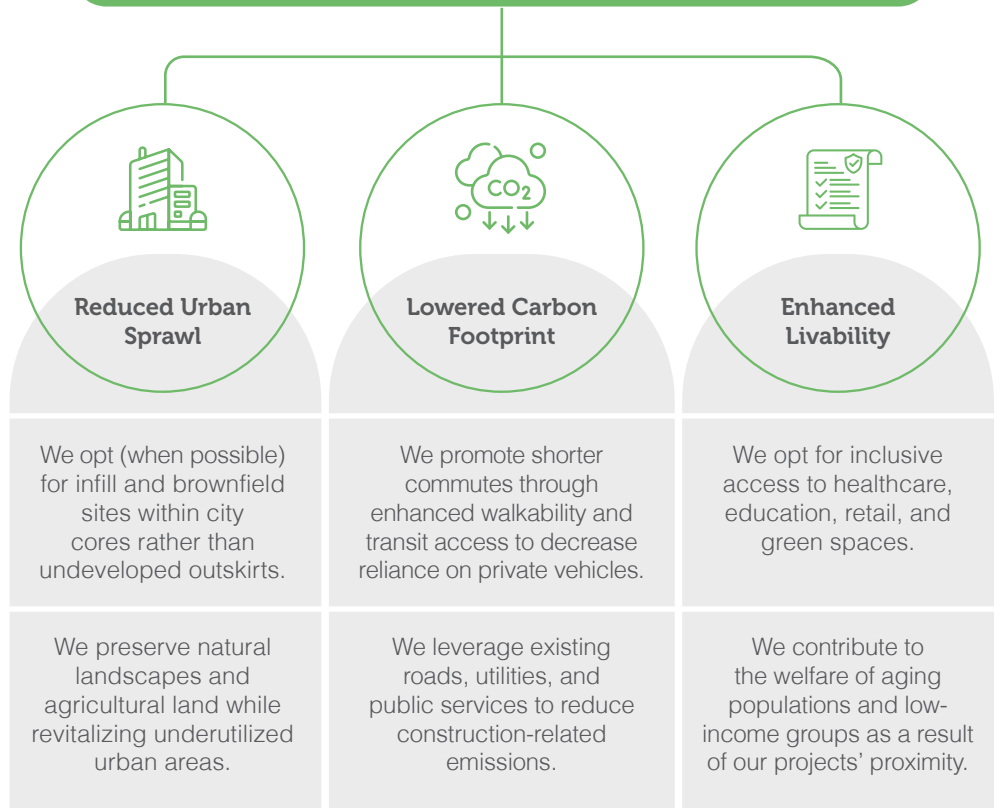 CO2
Reduced Urban
Sprawl
We opt (when possible)
for infill and brownfield
sites within city
cores rather than
undeveloped outskirts.
We preserve natural
landscapes and
agricultural land while
revitalizing underutilized
urban areas.
Lowered Carbon
Footprint
We promote shorter
commutes through
enhanced walkability and
transit access to decrease
reliance on private vehicles.
We leverage existing
roads, utilities, and
public services to reduce
construction-related
emissions.
Enhanced
Livability
We opt for inclusive
access to healthcare,
education, retail, and
green spaces.
We contribute to
the welfare of aging
populations and low-
income groups as a result
of our projects’ proximity.